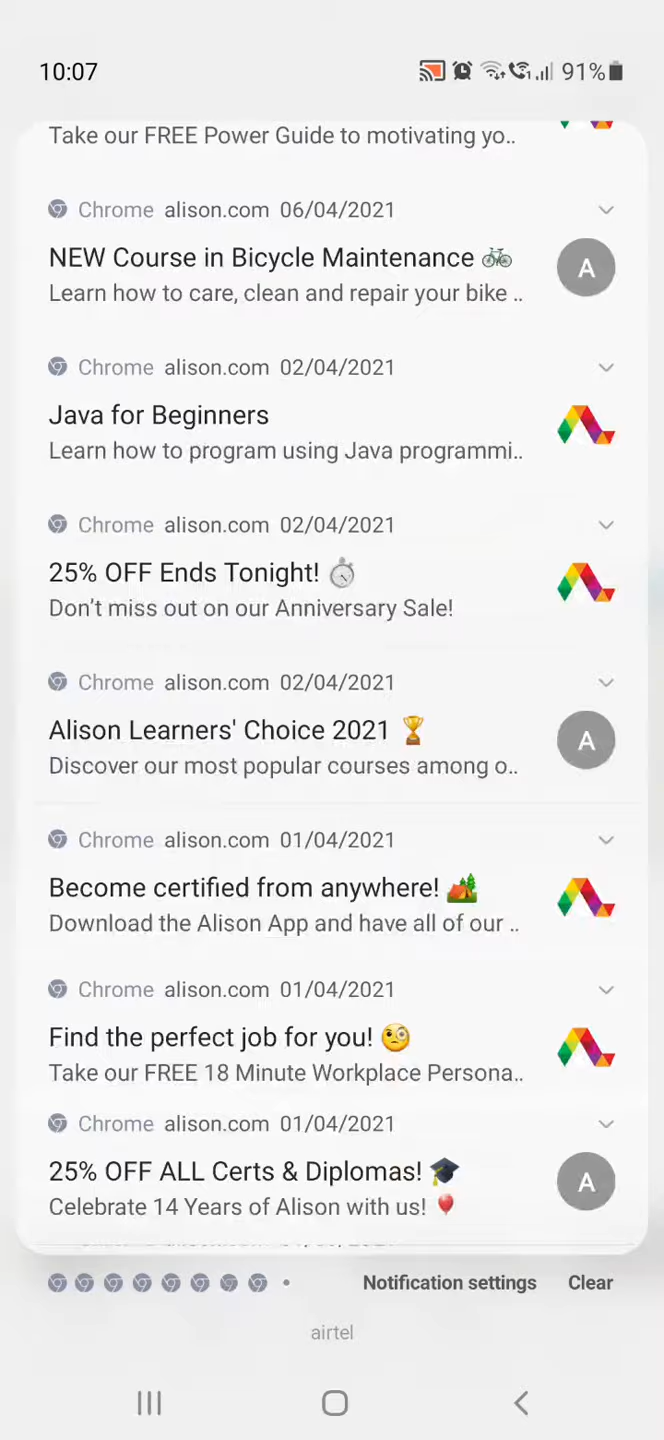 10:07 91%
Take our FREE Power Guide to motivating yo..
Chrome alison.com 06/04/2021
NEW Course in Bicycle Maintenance 🚲
A
Learn how to care, clean and repair your bike ..
Chrome alison.com 02/04/2021
Java for Beginners
Learn how to program using Java programmi..
Chrome alison.com 02/04/2021
25% OFF Ends Tonight! ⏱️
Don't miss out on our Anniversary Sale!
Chrome alison.com 02/04/2021
Alison Learners' Choice 2021 🏆
A
Discover our most popular courses among o..
Chrome alison.com 01/04/2021
Become certified from anywhere! 🏕️
Download the Alison App and have all of our ..
Chrome alison.com 01/04/2021
Find the perfect job for you! 🧐
Take our FREE 18 Minute Workplace Persona..
Chrome alison.com 01/04/2021
25% OFF ALL Certs & Diplomas! 🎓
A
Celebrate 14 Years of Alison with us! 🎈
Notification settings Clear
airtel